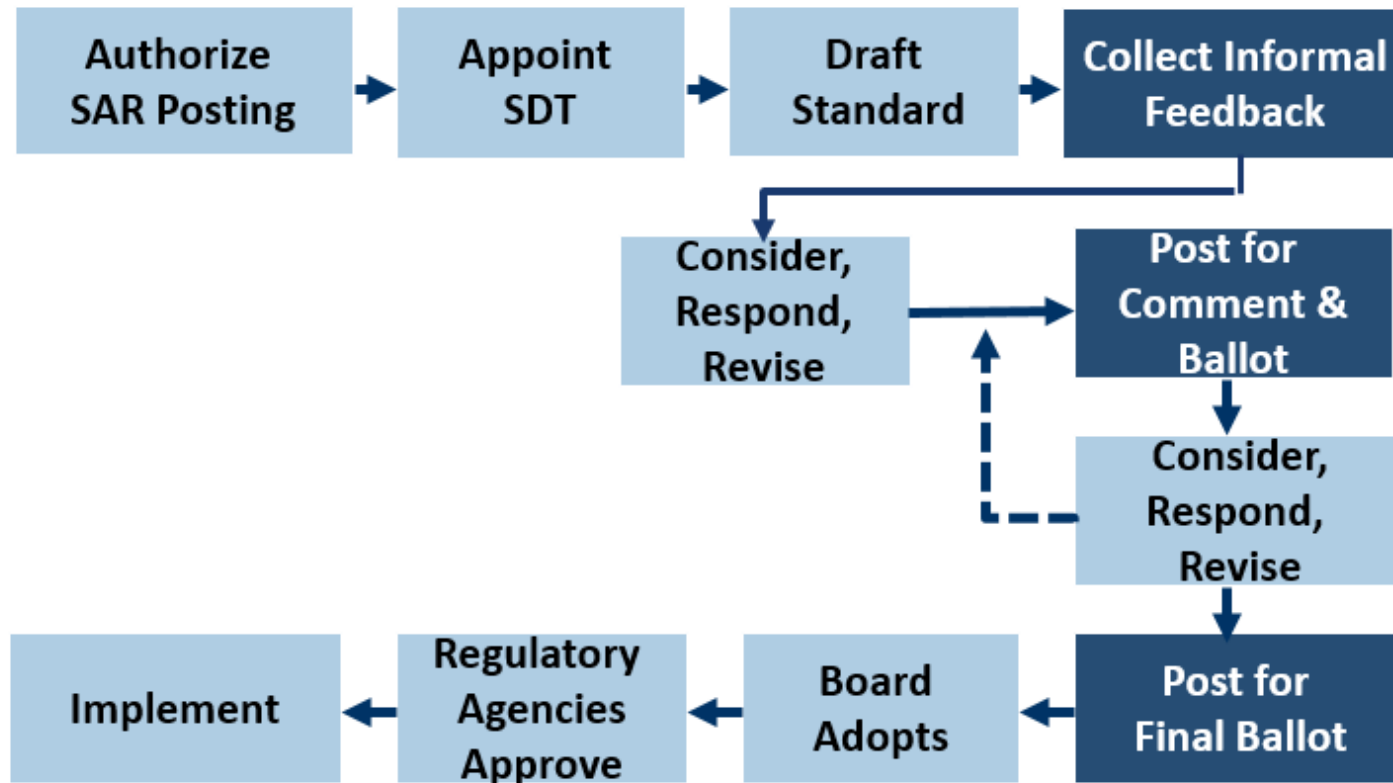 Authorize
SAR Posting
Appoint
SDT
Draft
Standard
Collect Informal
Feedback
Consider,
Respond,
Revise
Post for
Comment &
Ballot
Consider,
Respond,
Revise
Implement
Regulatory
Agencies
Approve
Board
Adopts
Post for
Final Ballot